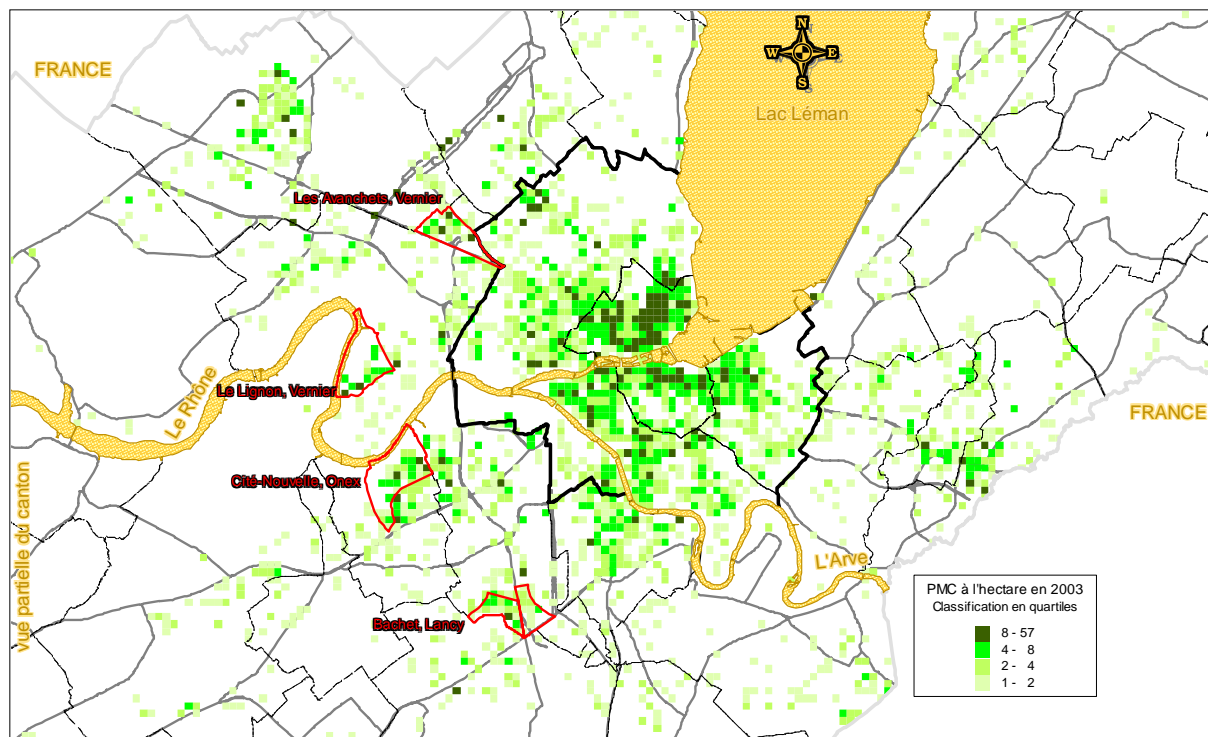 N
W E
S
FRANCE
Lac Léman
Les Avanchets, Vernier
Le Rhône
Le Lignon, Vernier
FRANCE
Cité-Nouvelle, Onex
vue partielle du canton
L'Arve
Bachet, Lancy
PMC à l'hectare en 2003
Classification en quartiles
8 - 57
4 - 8
2 - 4
1 - 2